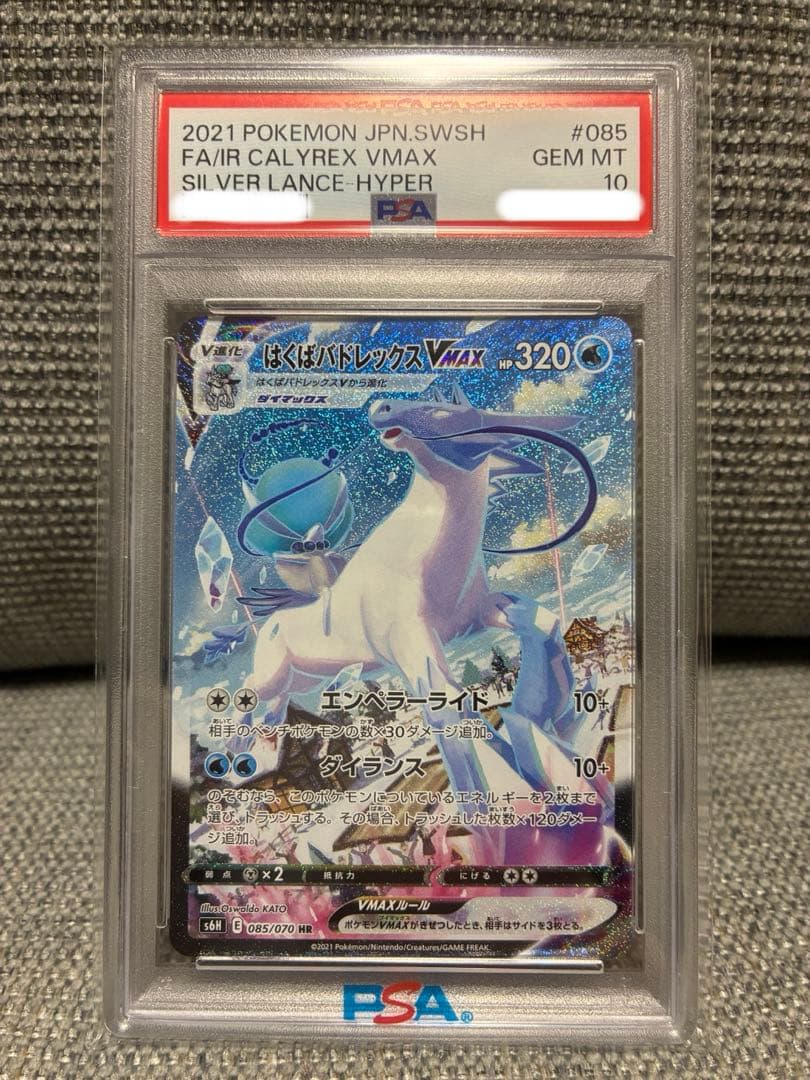 2021 POKEMON JPN.SWSH #085
FA/IR CALYREX VMAX GEM MT
SILVER LANCE-HYPER 10
PSA
V進化 はくばバドレックスVMAX HP320
はくばバドレックスVから進化
ダイマックス
エンペラーライド 10+
相手のベンチポケモンの数×30ダメージ追加。
ダイランス 10+
のぞむなら、このポケモンについているエネルギーを2枚まで
選び、トラッシュする。その場合、トラッシュした枚数×120ダメー
ジ追加。
弱点 ×2 抵抗力 にげる
Illus.Oswaldo KATO VMAXルール
s6H E 085/070 HR ポケモンVMAXがきぜつしたとき、相手はサイドを3枚とる。
©2021 Pokémon/Nintendo/Creatures/GAME FREAK.
PSA®